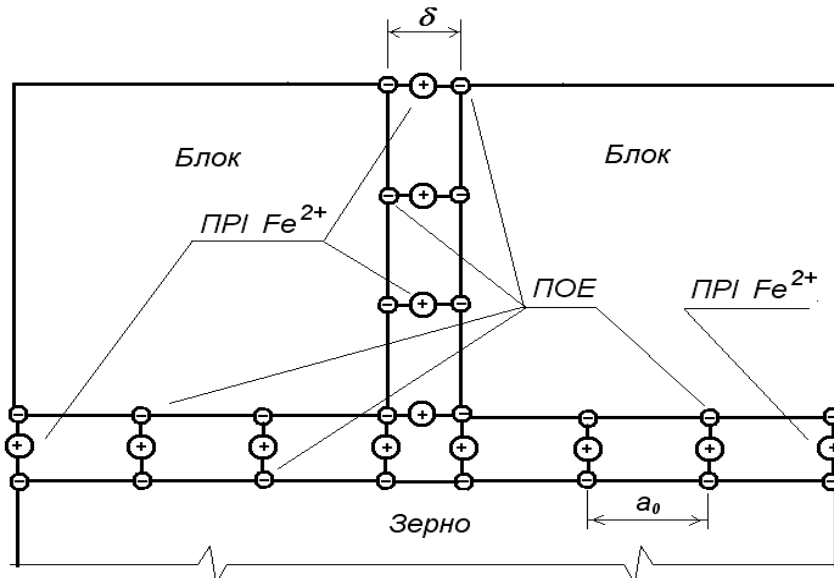 δ
Блок
Блок
ПРІ Fe²⁺
ПОЕ
ПРІ Fe²⁺
a₀
Зерно